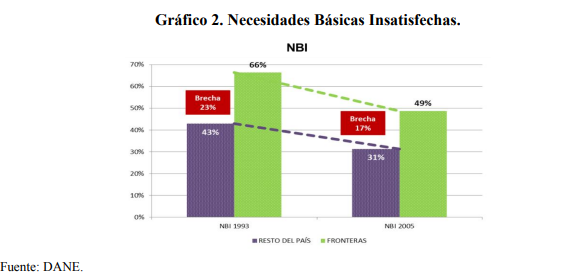 Gráfico 2. Necesidades Básicas Insatisfechas.
NBI
70%
60%
50%
40%
30%
20%
10%
0%
Brecha
23%
43%
66%
Brecha
17%
31%
49%
NBI 1993
NBI 2005
RESTO DEL PAÍS
FRONTERAS
Fuente: DANE.